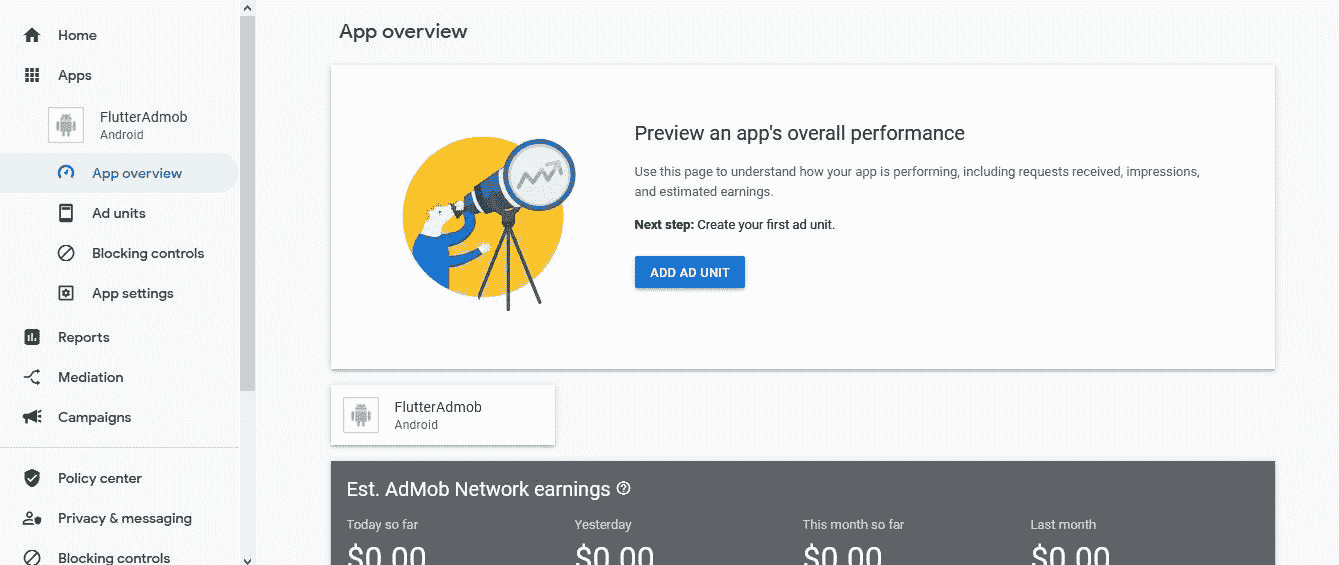 Home
Apps
FlutterAdmob
Android
App overview
Ad units
Blocking controls
App settings
Reports
Mediation
Campaigns
Policy center
Privacy & messaging
Blocking controls
App overview
Preview an app's overall performance
Use this page to understand how your app is performing, including requests received, impressions,
and estimated earnings.
Next step: Create your first ad unit.
ADD AD UNIT
FlutterAdmob
Android
Est. AdMob Network earnings
Today so far Yesterday This month so far Last month
$0.00 $0.00 $0.00 $0.00